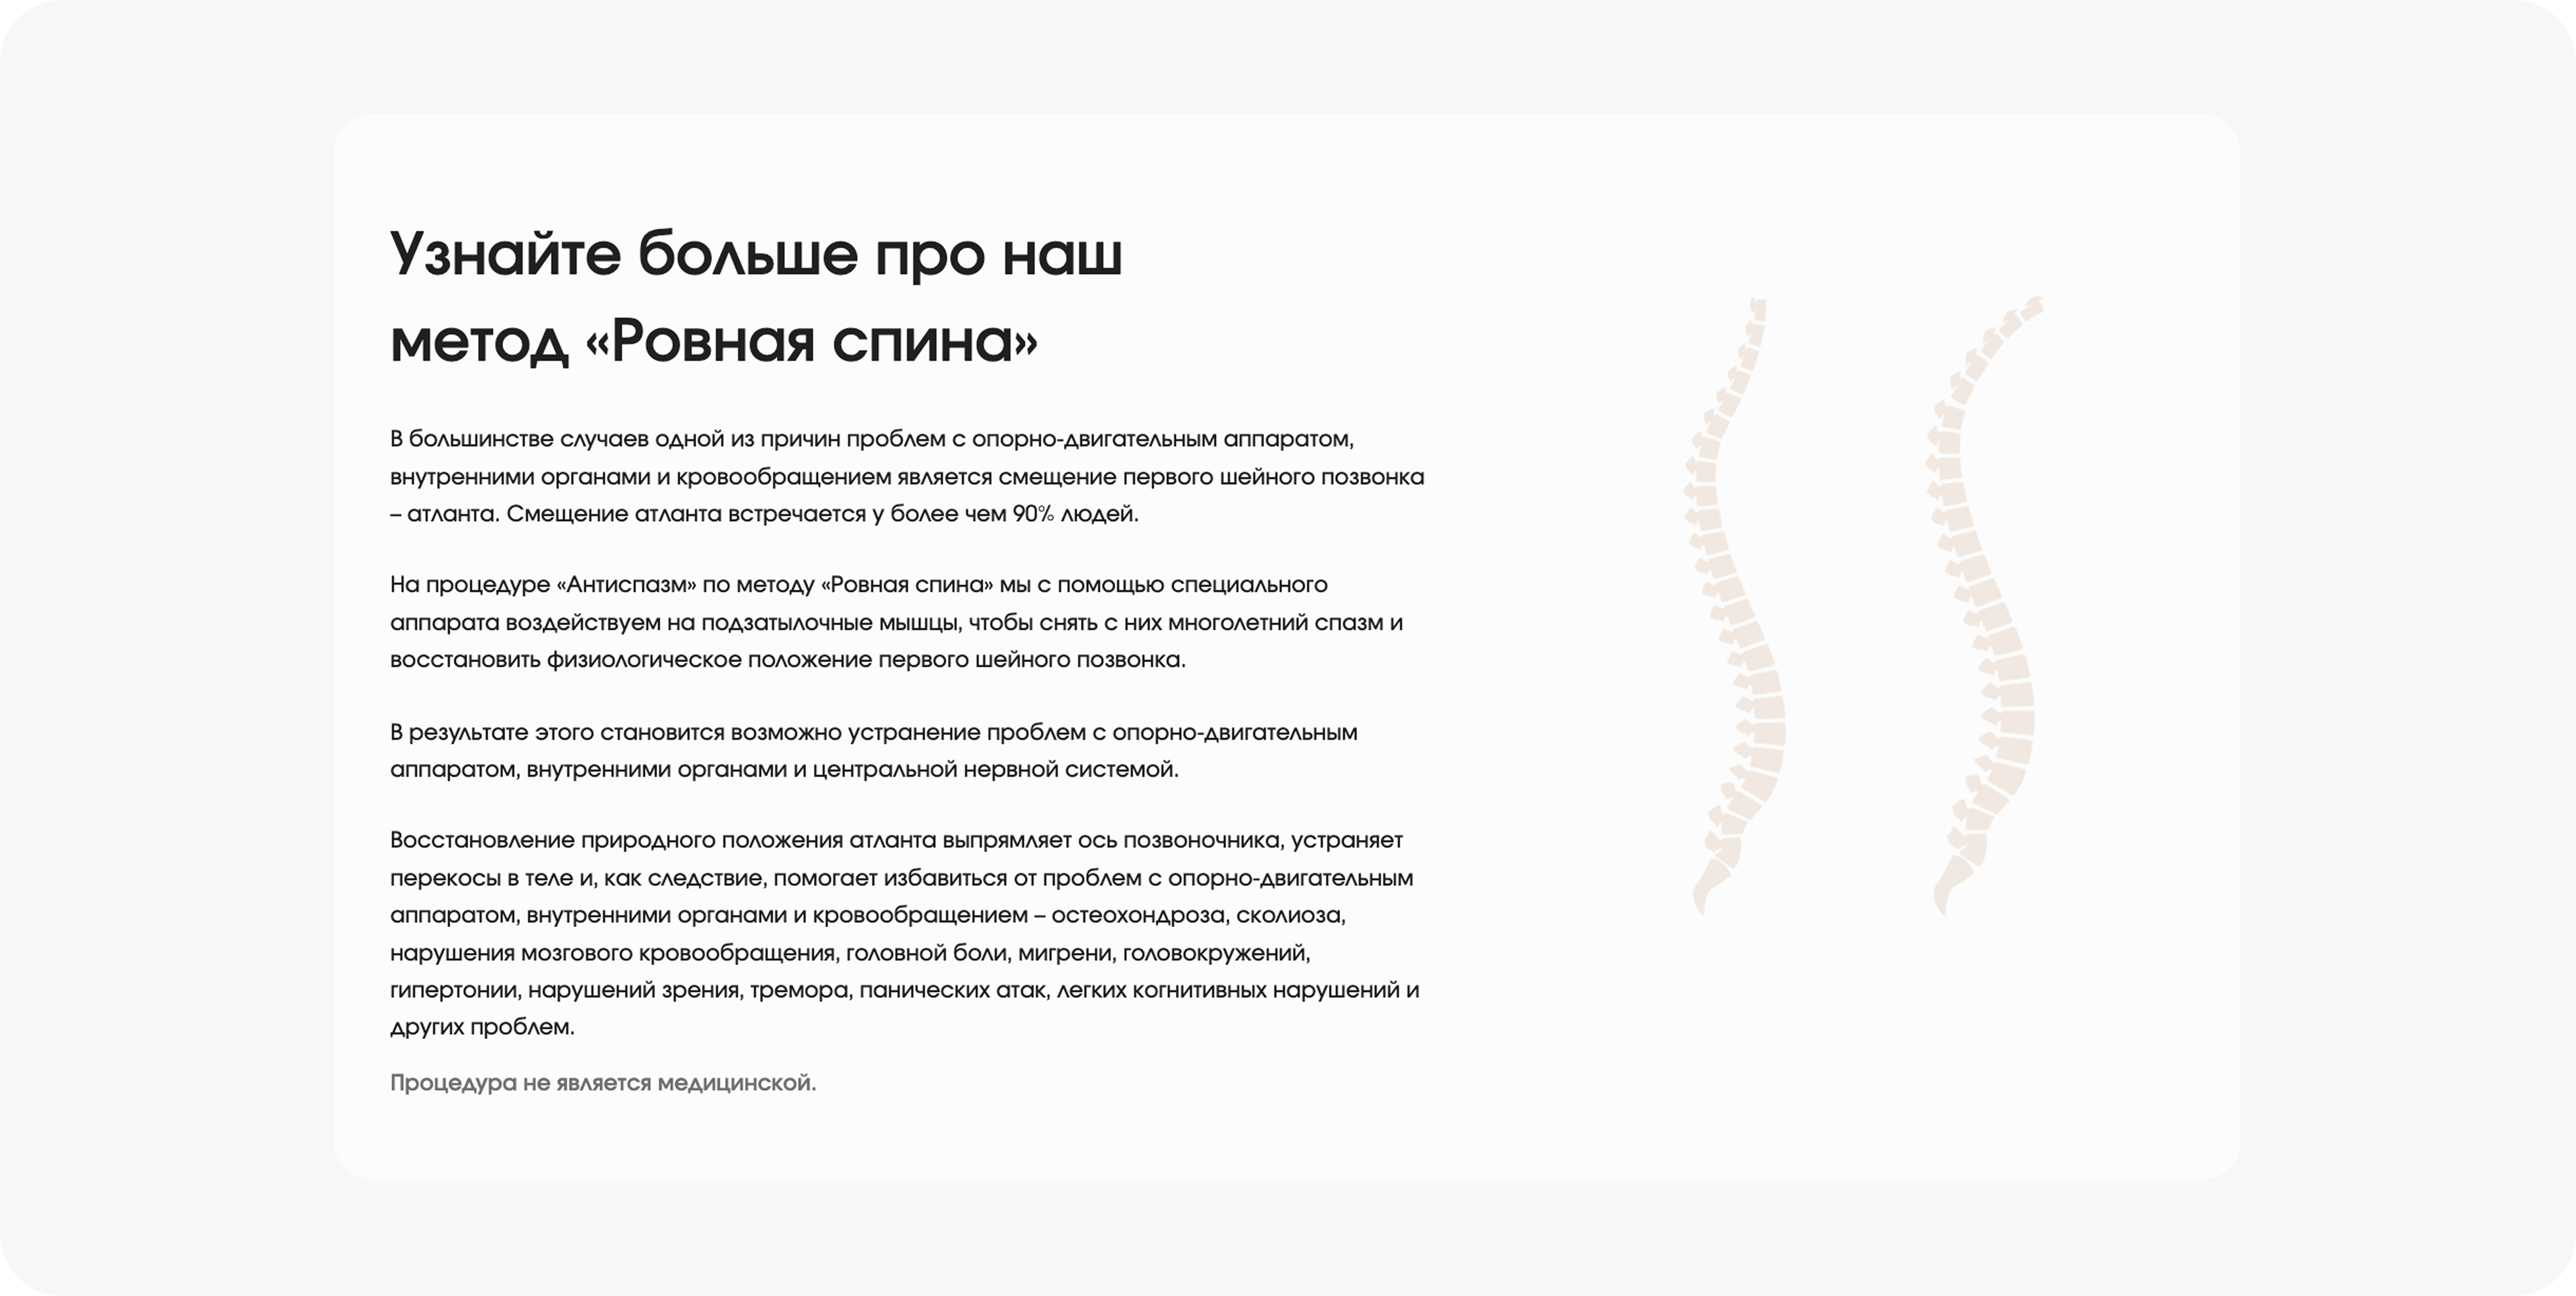 Узнайте больше про наш
метод «Ровная спина»
В большинстве случаев одной из причин проблем с опорно-двигательным аппаратом,
внутренними органами и кровообращением является смещение первого шейного позвонка
– атланта. Смещение атланта встречается у более чем 90% людей.
На процедуре «Антиспазм» по методу «Ровная спина» мы с помощью специального
аппарата воздействуем на подзатылочные мышцы, чтобы снять с них многолетний спазм и
восстановить физиологическое положение первого шейного позвонка.
В результате этого становится возможно устранение проблем с опорно-двигательным
аппаратом, внутренними органами и центральной нервной системой.
Восстановление природного положения атланта выпрямляет ось позвоночника, устраняет
перекосы в теле и, как следствие, помогает избавиться от проблем с опорно-двигательным
аппаратом, внутренними органами и кровообращением – остеохондроза, сколиоза,
нарушения мозгового кровообращения, головной боли, мигрени, головокружений,
гипертонии, нарушений зрения, тремора, панических атак, легких когнитивных нарушений и
других проблем.
Процедура не является медицинской.